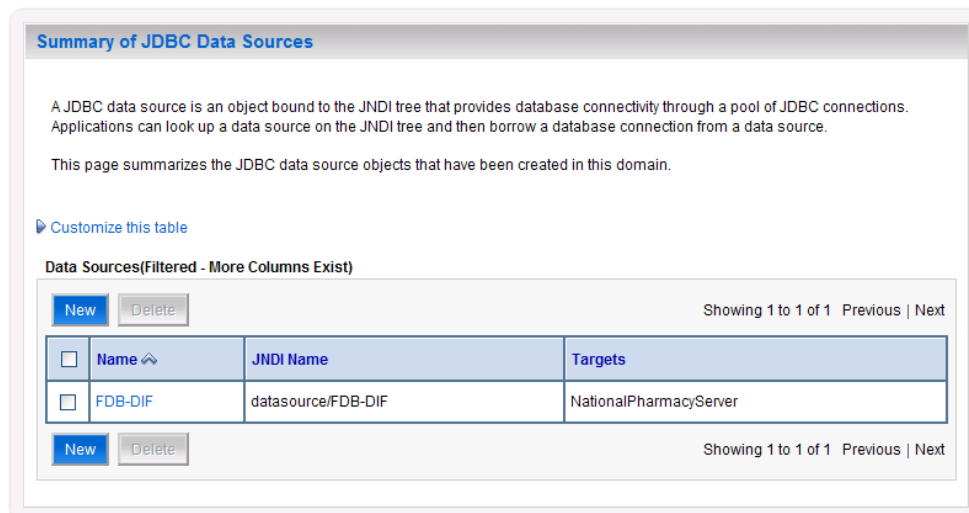 Summary of JDBC Data Sources
A JDBC data source is an object bound to the JNDI tree that provides database connectivity through a pool of JDBC connections.
Applications can look up a data source on the JNDI tree and then borrow a database connection from a data source.
This page summarizes the JDBC data source objects that have been created in this domain.
Customize this table
Data Sources(Filtered - More Columns Exist)
New Delete Showing 1 to 1 of 1 Previous | Next
Name JNDI Name Targets
FDB-DIF datasource/FDB-DIF NationalPharmacyServer
New Delete Showing 1 to 1 of 1 Previous | Next